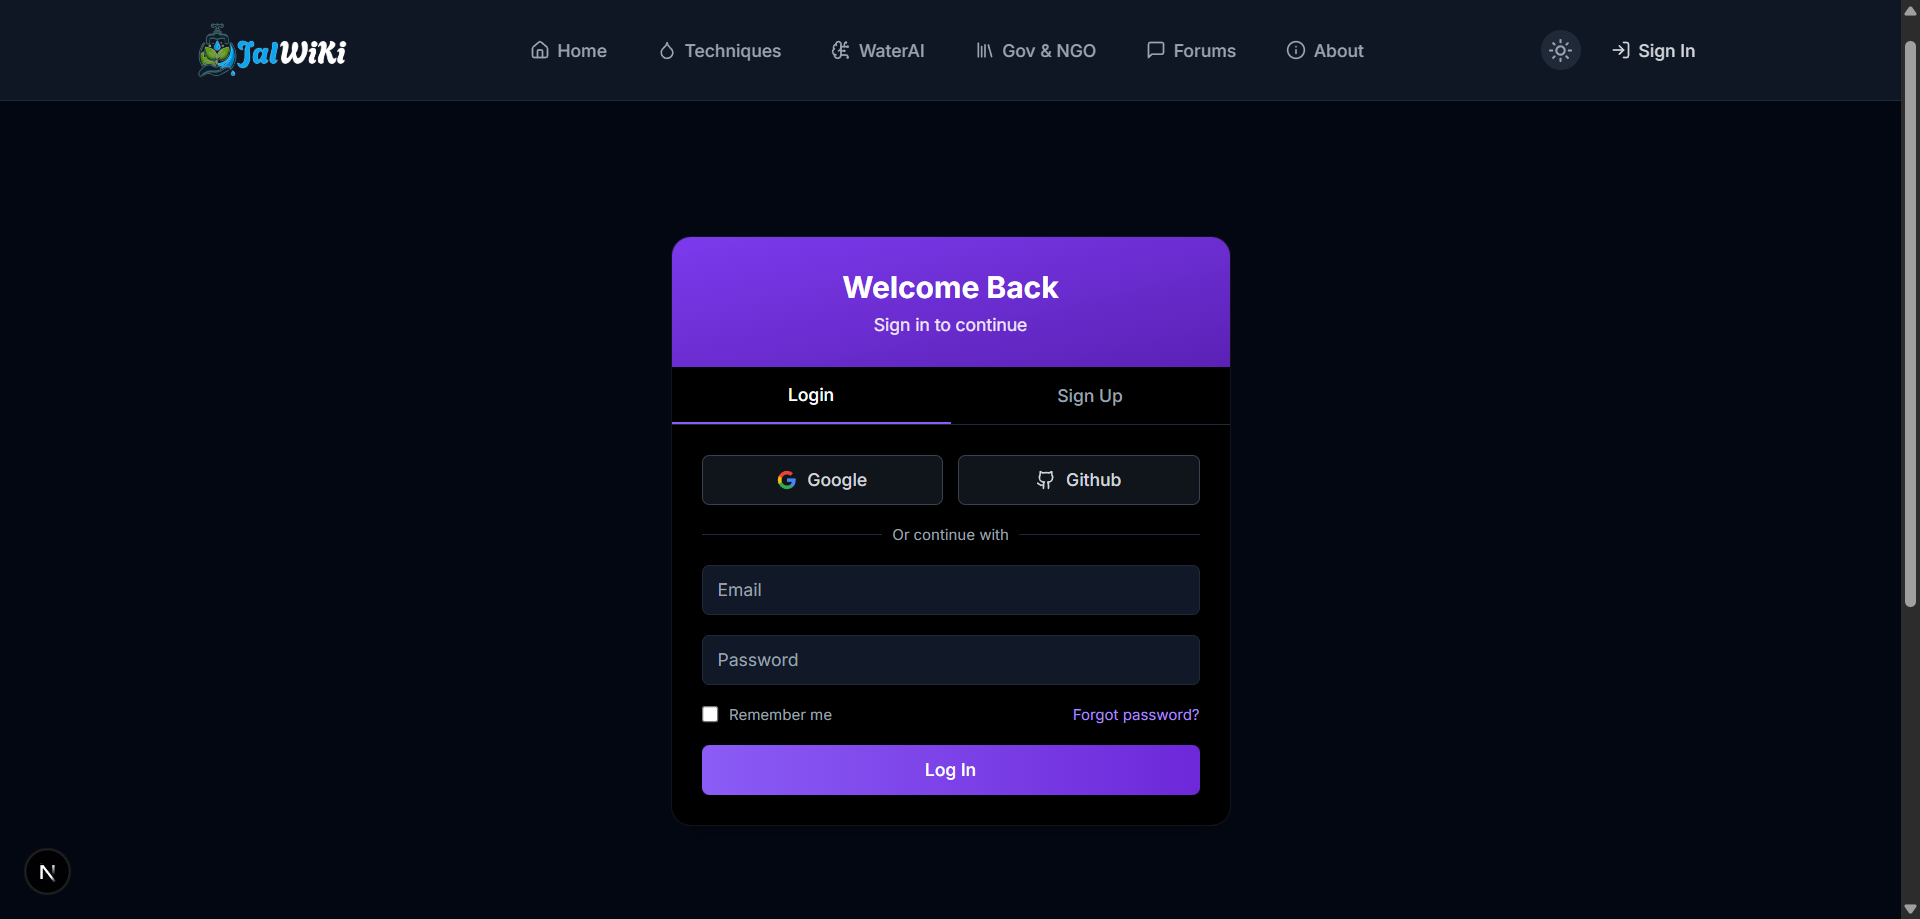 JalWiKi
Home
Techniques
WaterAI
Gov & NGO
Forums
About
Sign In
Welcome Back
Sign in to continue
Login
Sign Up
Google
Github
Or continue with
Email
Password
Remember me
Forgot password?
Log In
N